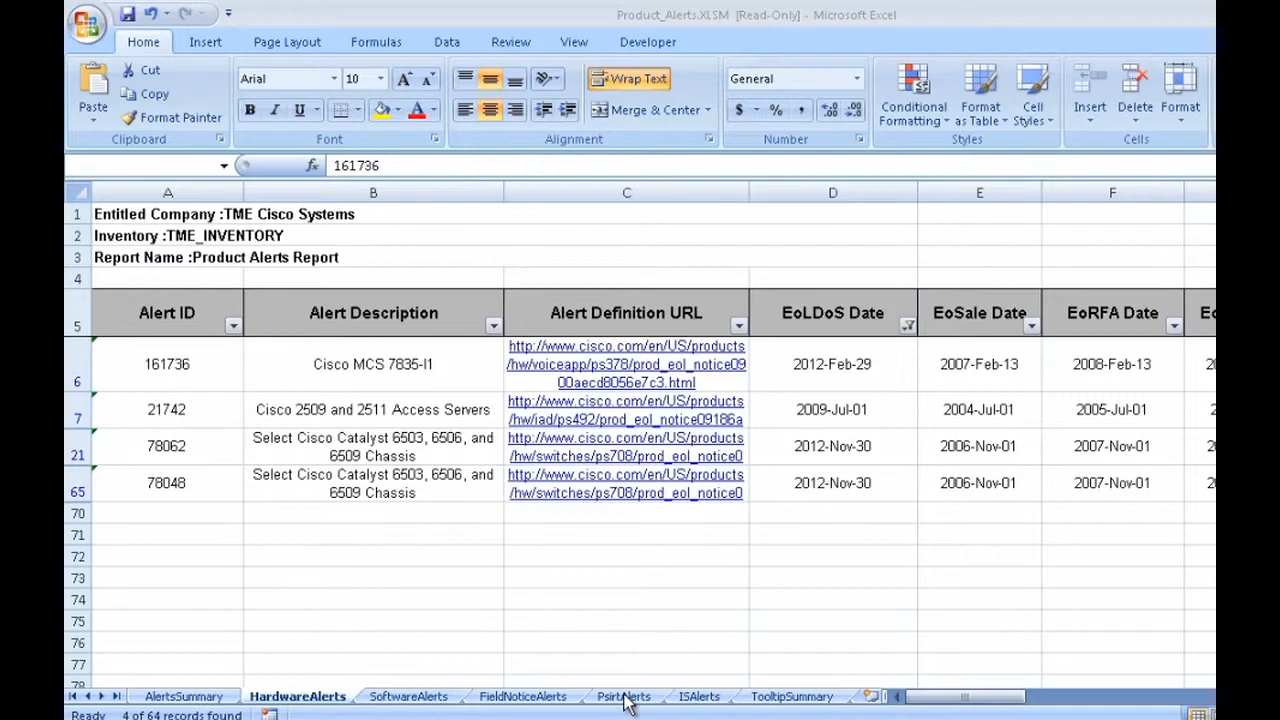 Product_Alerts.XLSM [Read-Only] - Microsoft Excel
Home Insert Page Layout Formulas Data Review View Developer
Cut
Copy
Format Painter
Paste
Clipboard
Arial 10
B I U
Font
Wrap Text
Merge & Center
Alignment
General
$ % ,
Number
Conditional Formatting
Format as Table
Cell Styles
Styles
Insert Delete Format
Cells
fx 161736
A B C D E F
1 Entitled Company :TME Cisco Systems
2 Inventory :TME_INVENTORY
3 Report Name :Product Alerts Report
4
5 Alert ID Alert Description Alert Definition URL EoLDoS Date EoSale Date EoRFA Date
6 161736 Cisco MCS 7835-I1 http://www.cisco.com/en/US/products
/hw/voiceapp/ps378/prod_eol_notice09
00aecd8056e7c3.html 2012-Feb-29 2007-Feb-13 2008-Feb-13
7 21742 Cisco 2509 and 2511 Access Servers http://www.cisco.com/en/US/products
/hw/iad/ps492/prod_eol_notice09186a 2009-Jul-01 2004-Jul-01 2005-Jul-01
21 78062 Select Cisco Catalyst 6503, 6506, and
6509 Chassis http://www.cisco.com/en/US/products
/hw/switches/ps708/prod_eol_notice0 2012-Nov-30 2006-Nov-01 2007-Nov-01
65 78048 Select Cisco Catalyst 6503, 6506, and
6509 Chassis http://www.cisco.com/en/US/products
/hw/switches/ps708/prod_eol_notice0 2012-Nov-30 2006-Nov-01 2007-Nov-01
70
71
72
73
74
75
76
77
78
AlertsSummary HardwareAlerts SoftwareAlerts FieldNoticeAlerts PsirtAlerts ISAlerts TooltipSummary
Ready 4 of 64 records found